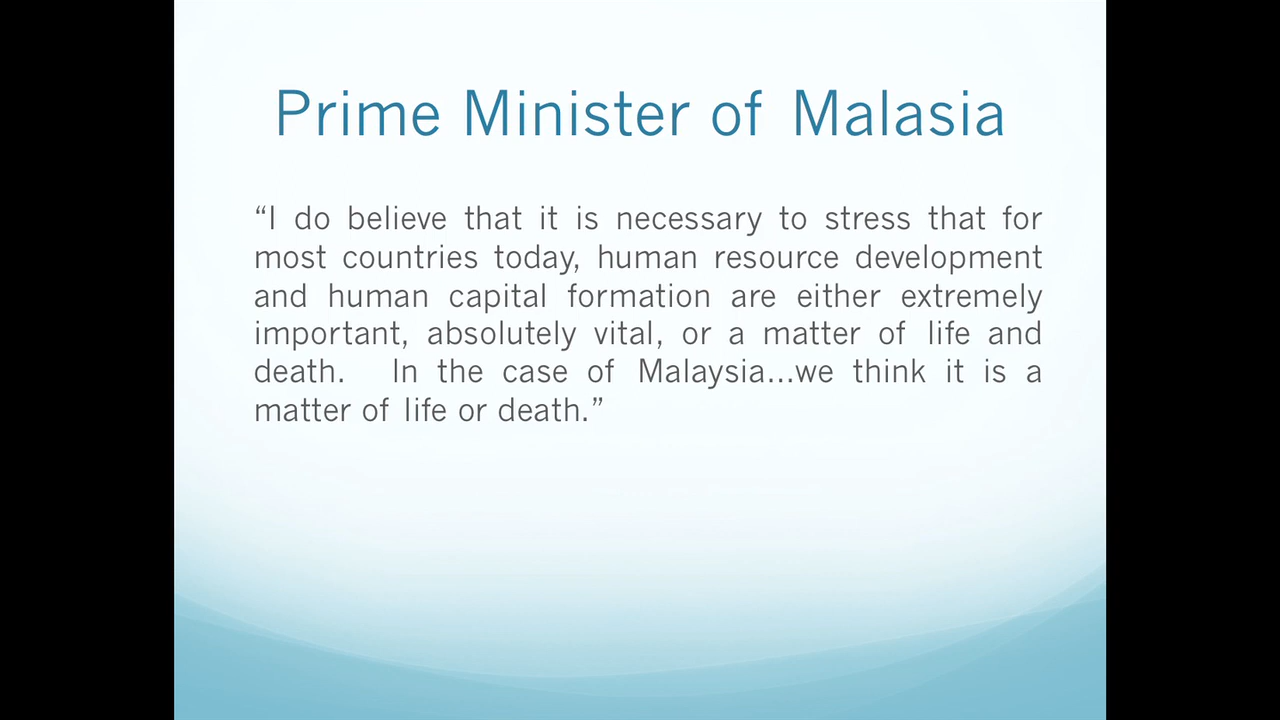 Prime Minister of Malasia
“I do believe that it is necessary to stress that for
most countries today, human resource development
and human capital formation are either extremely
important, absolutely vital, or a matter of life and
death. In the case of Malaysia...we think it is a
matter of life or death.”